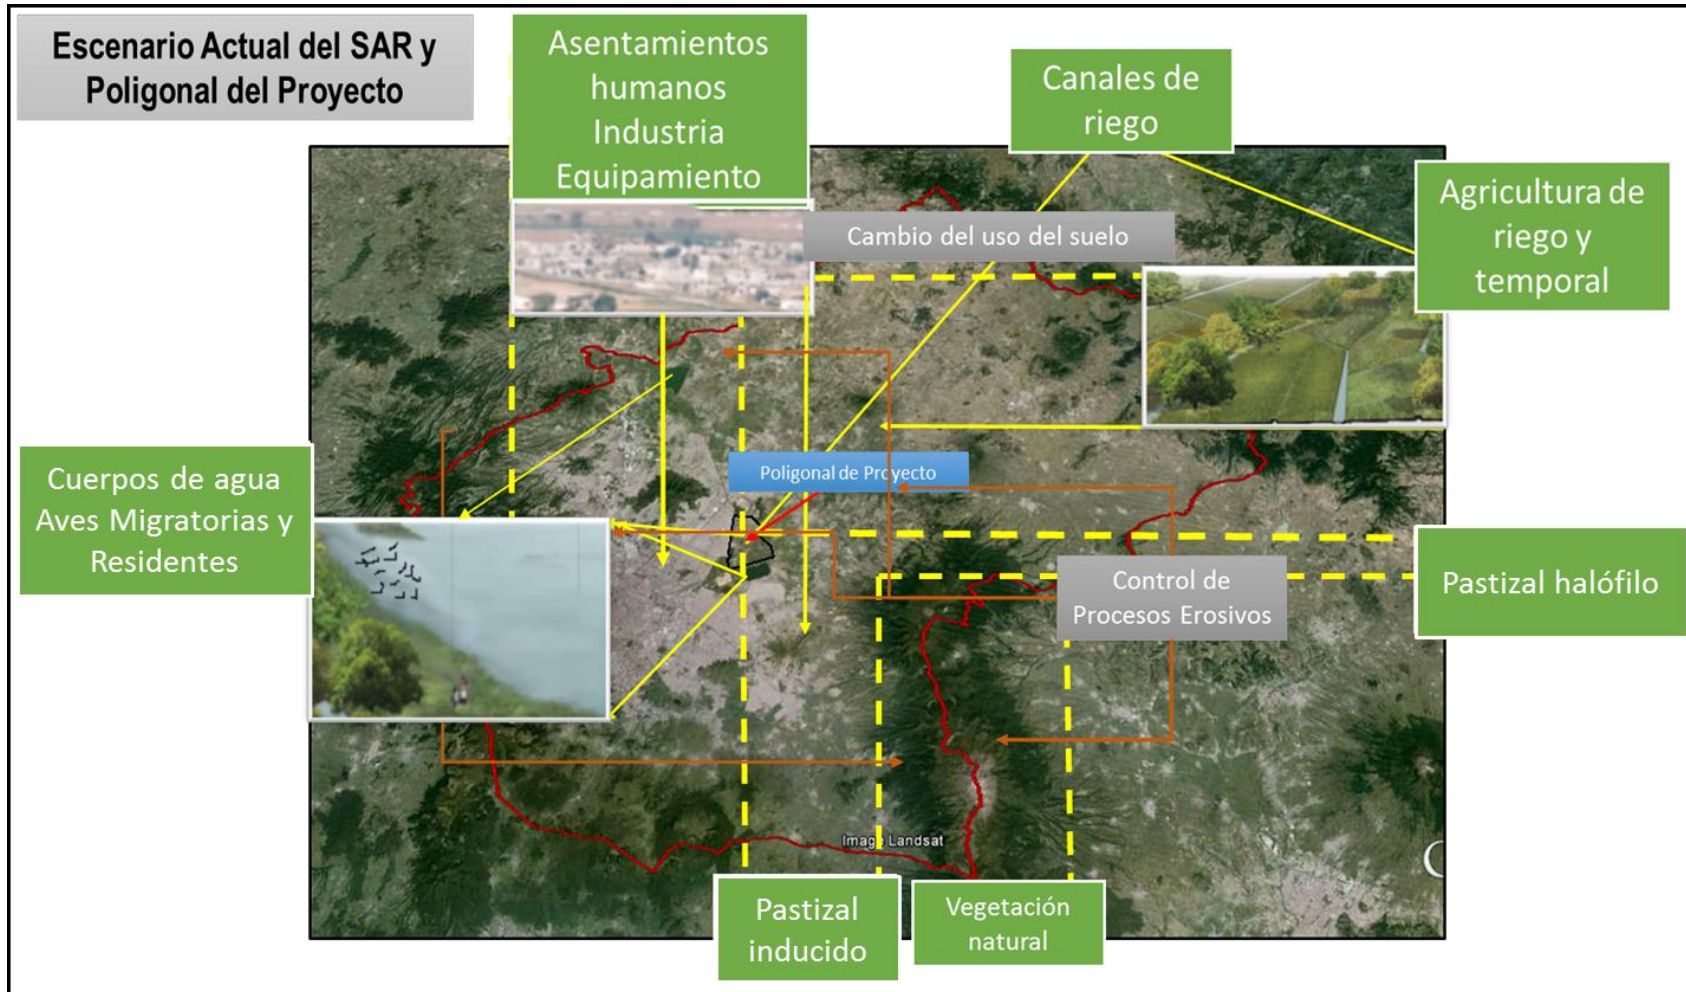 Escenario Actual del SAR y
Poligonal del Proyecto
Asentamientos
humanos
Industria
Equipamiento
Canales de
riego
Agricultura de
riego y
temporal
Cambio del uso del suelo
Cuerpos de agua
Aves Migratorias y
Residentes
Poligonal de Proyecto
Control de
Procesos Erosivos
Pastizal halófilo
Image Landsat
Pastizal
inducido
Vegetación
natural